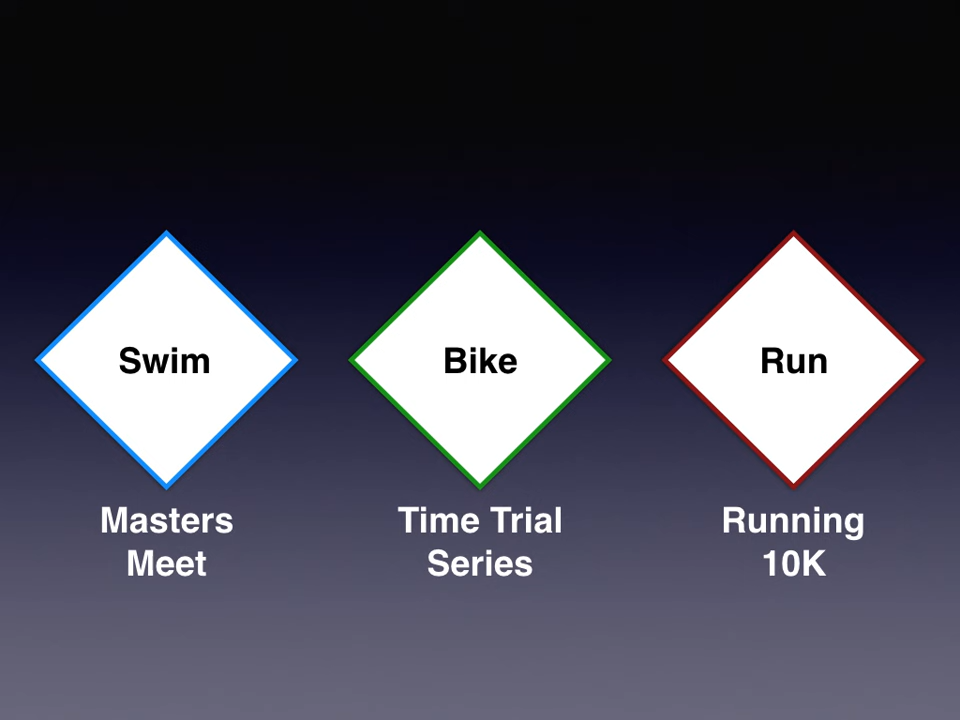 Swim
Bike
Run
Masters
Meet
Time Trial
Series
Running
10K